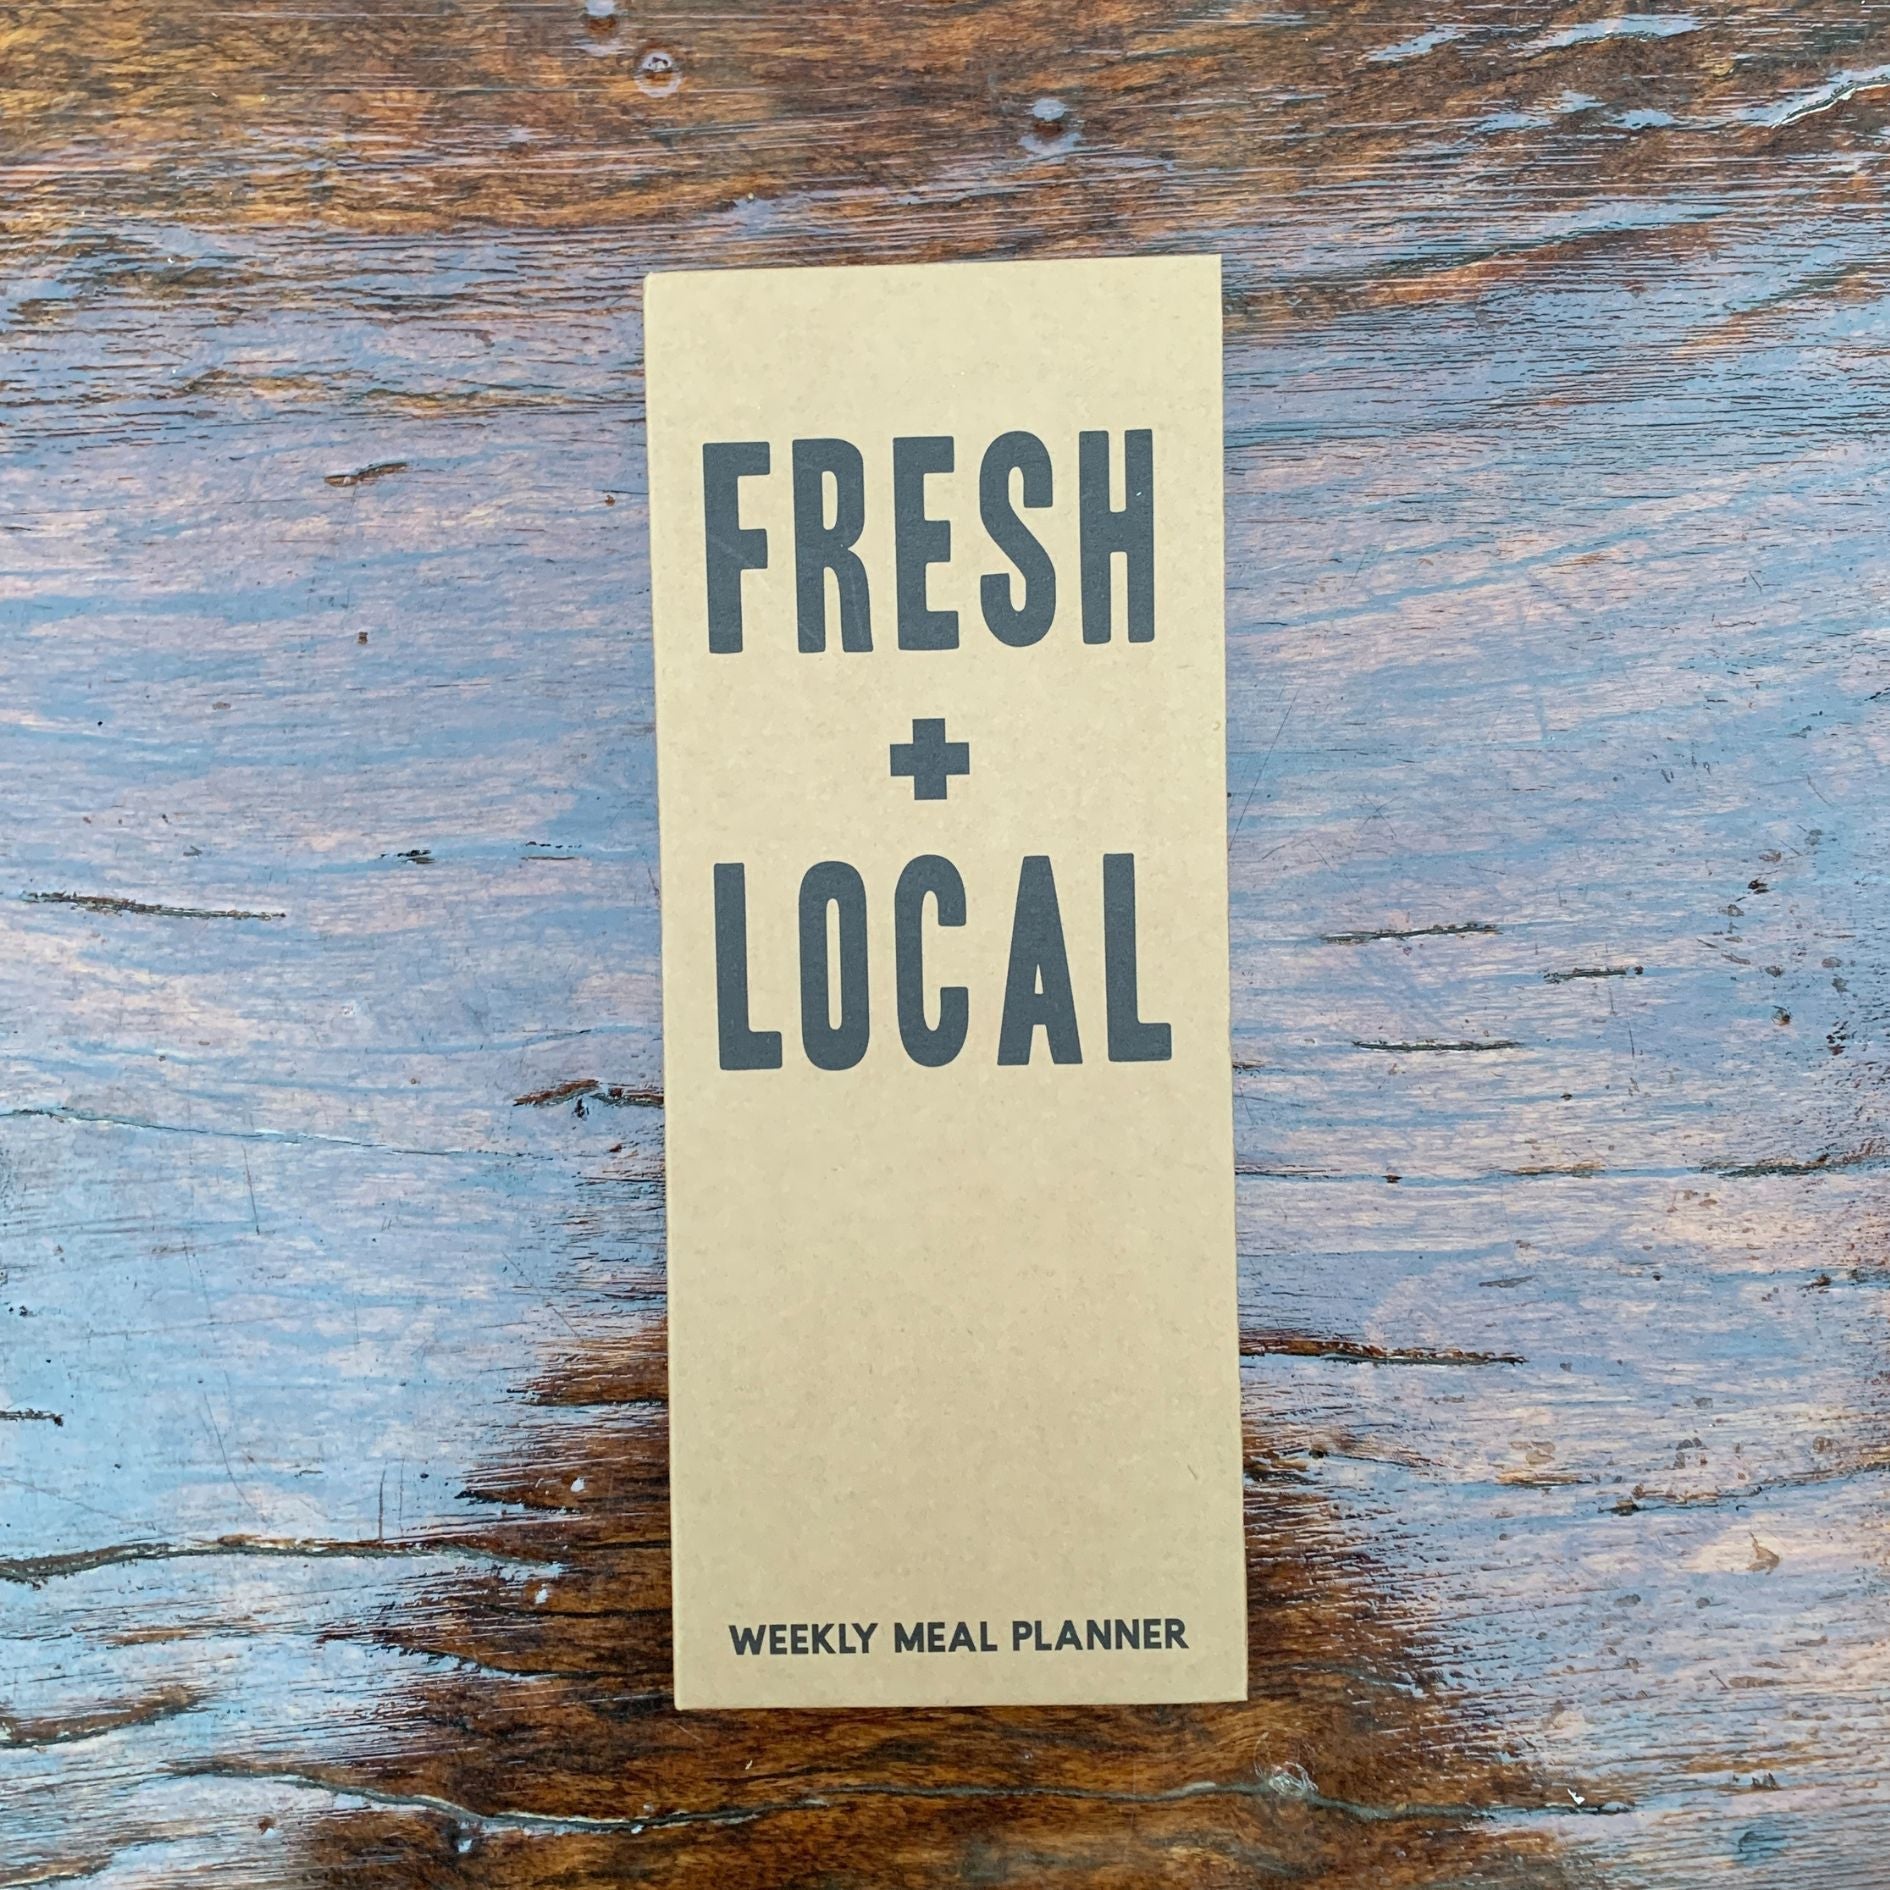 FRESH
+
LOCAL
WEEKLY MEAL PLANNER